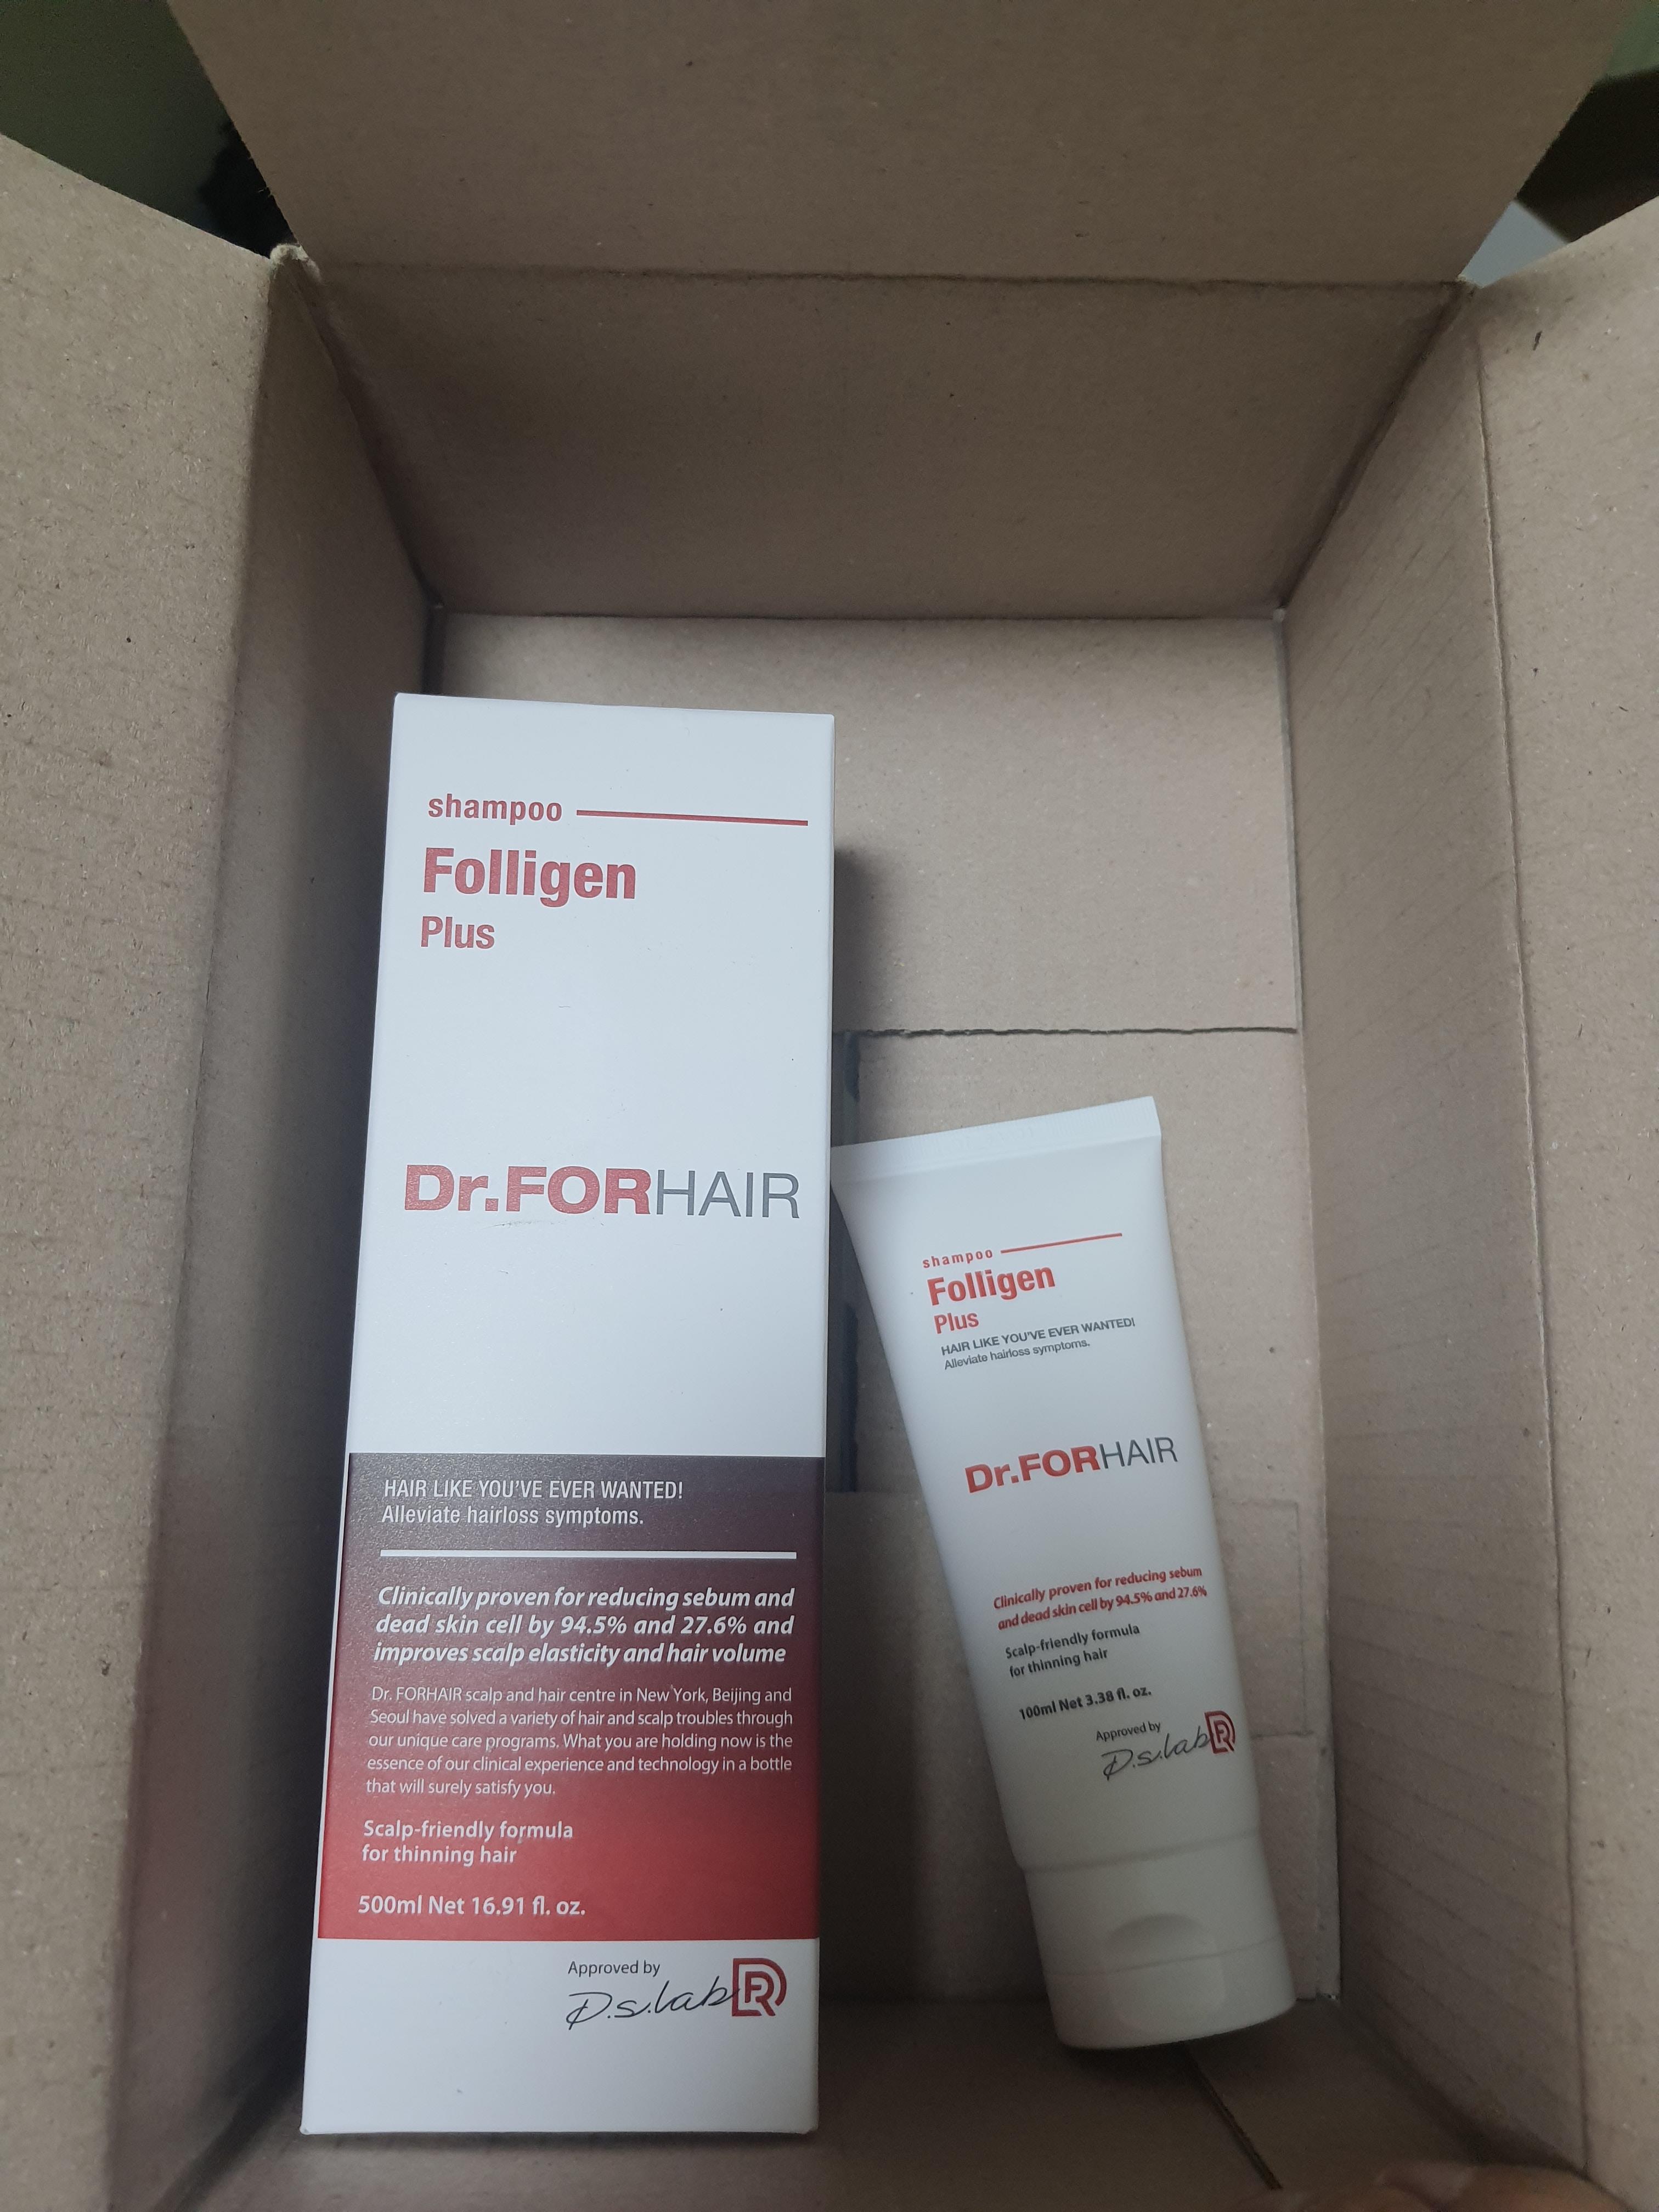 shampoo
Folligen
Plus
Dr.FORHAIR
HAIR LIKE YOU'VE EVER WANTED!
Alleviate hairloss symptoms.
Clinically proven for reducing sebum and
dead skin cell by 94.5% and 27.6% and
improves scalp elasticity and hair volume
Dr. FORHAIR scalp and hair centre in New York, Beijing and
Seoul have solved a variety of hair and scalp troubles through
our unique care programs. What you are holding now is the
essence of our clinical experience and technology in a bottle
that will surely satisfy you.
Scalp-friendly formula
for thinning hair
500ml Net 16.91 fl. oz.
Approved by
D.s.lab DR
shampoo
Folligen
Plus
HAIR LIKE YOU'VE EVER WANTED!
Alleviate hairloss symptoms.
Dr.FORHAIR
Clinically proven for reducing sebum
and dead skin cell by 94.5% and 27.6%
Scalp-friendly formula
for thinning hair
100ml Net 3.38 fl. oz.
Approved by
D.s.lab DR